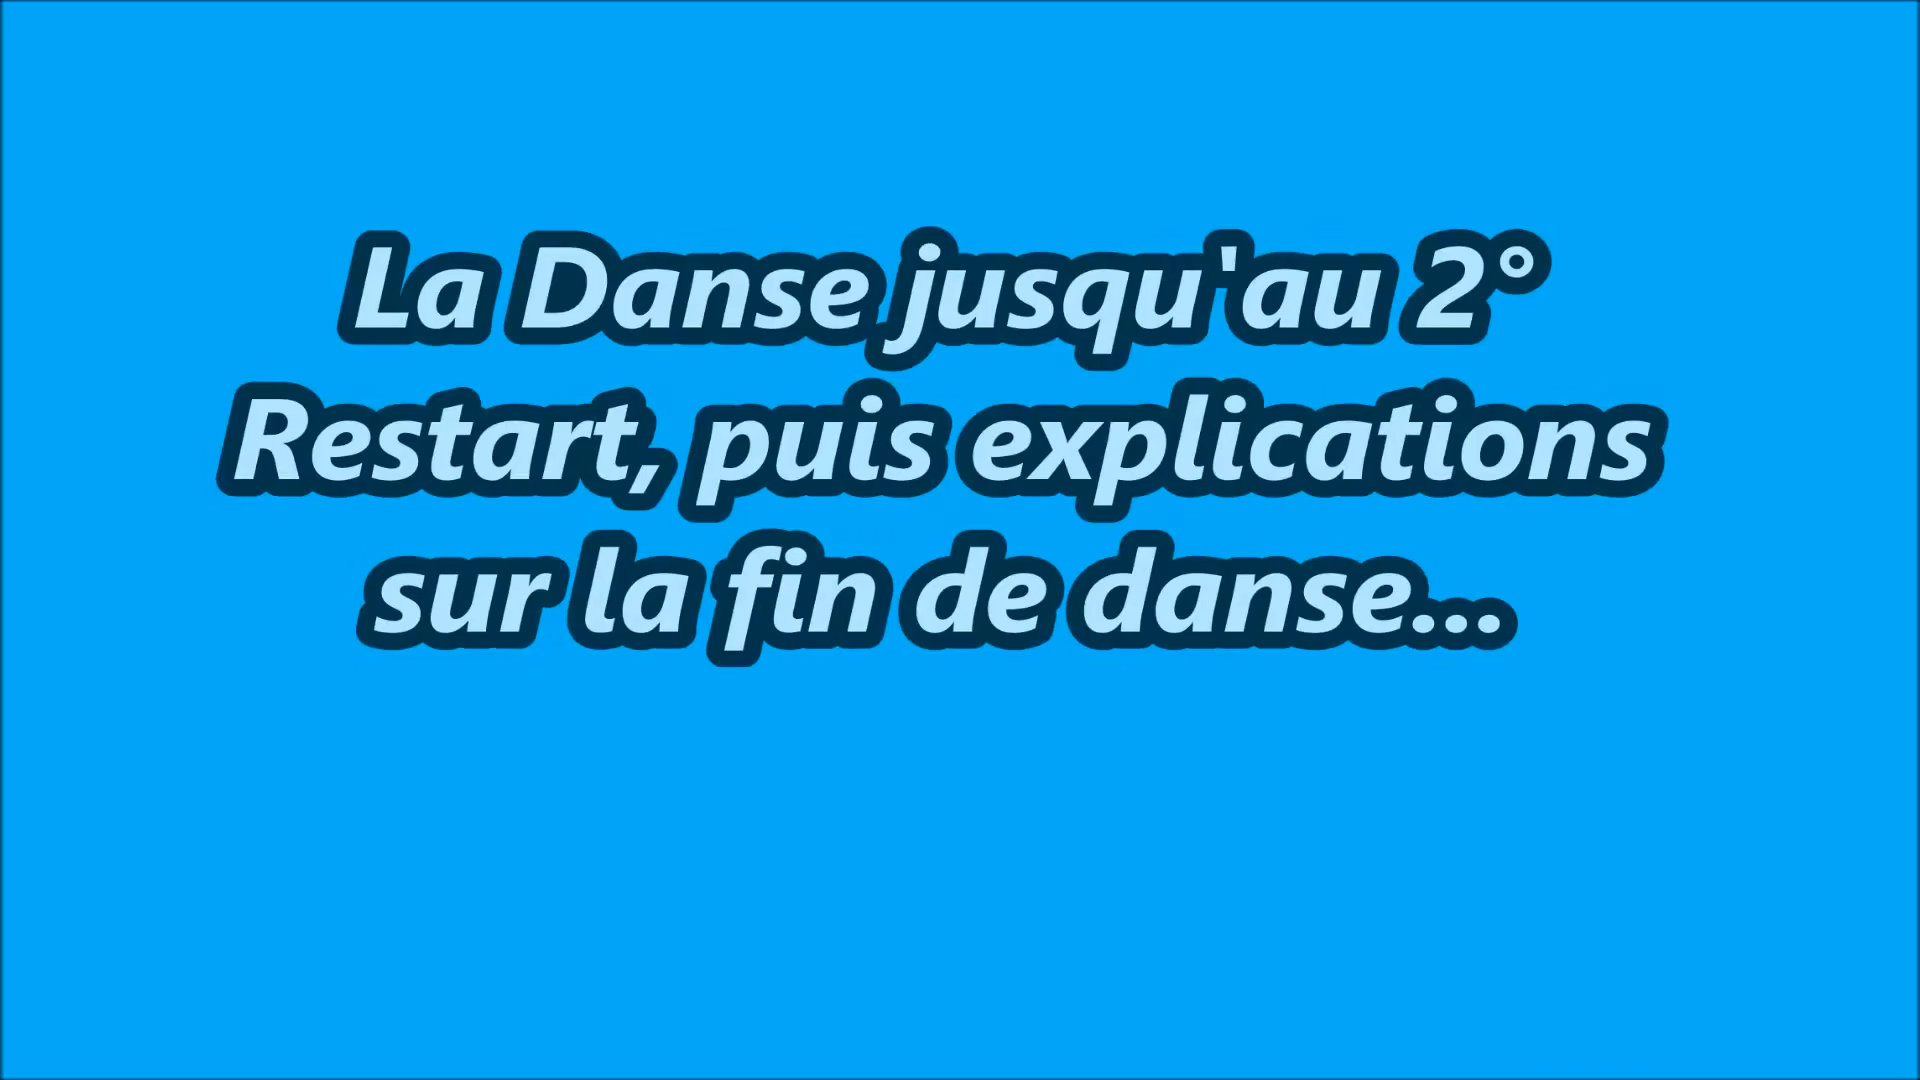 La Danse jusqu'au 2°
Restart, puis explications
sur la fin de danse...